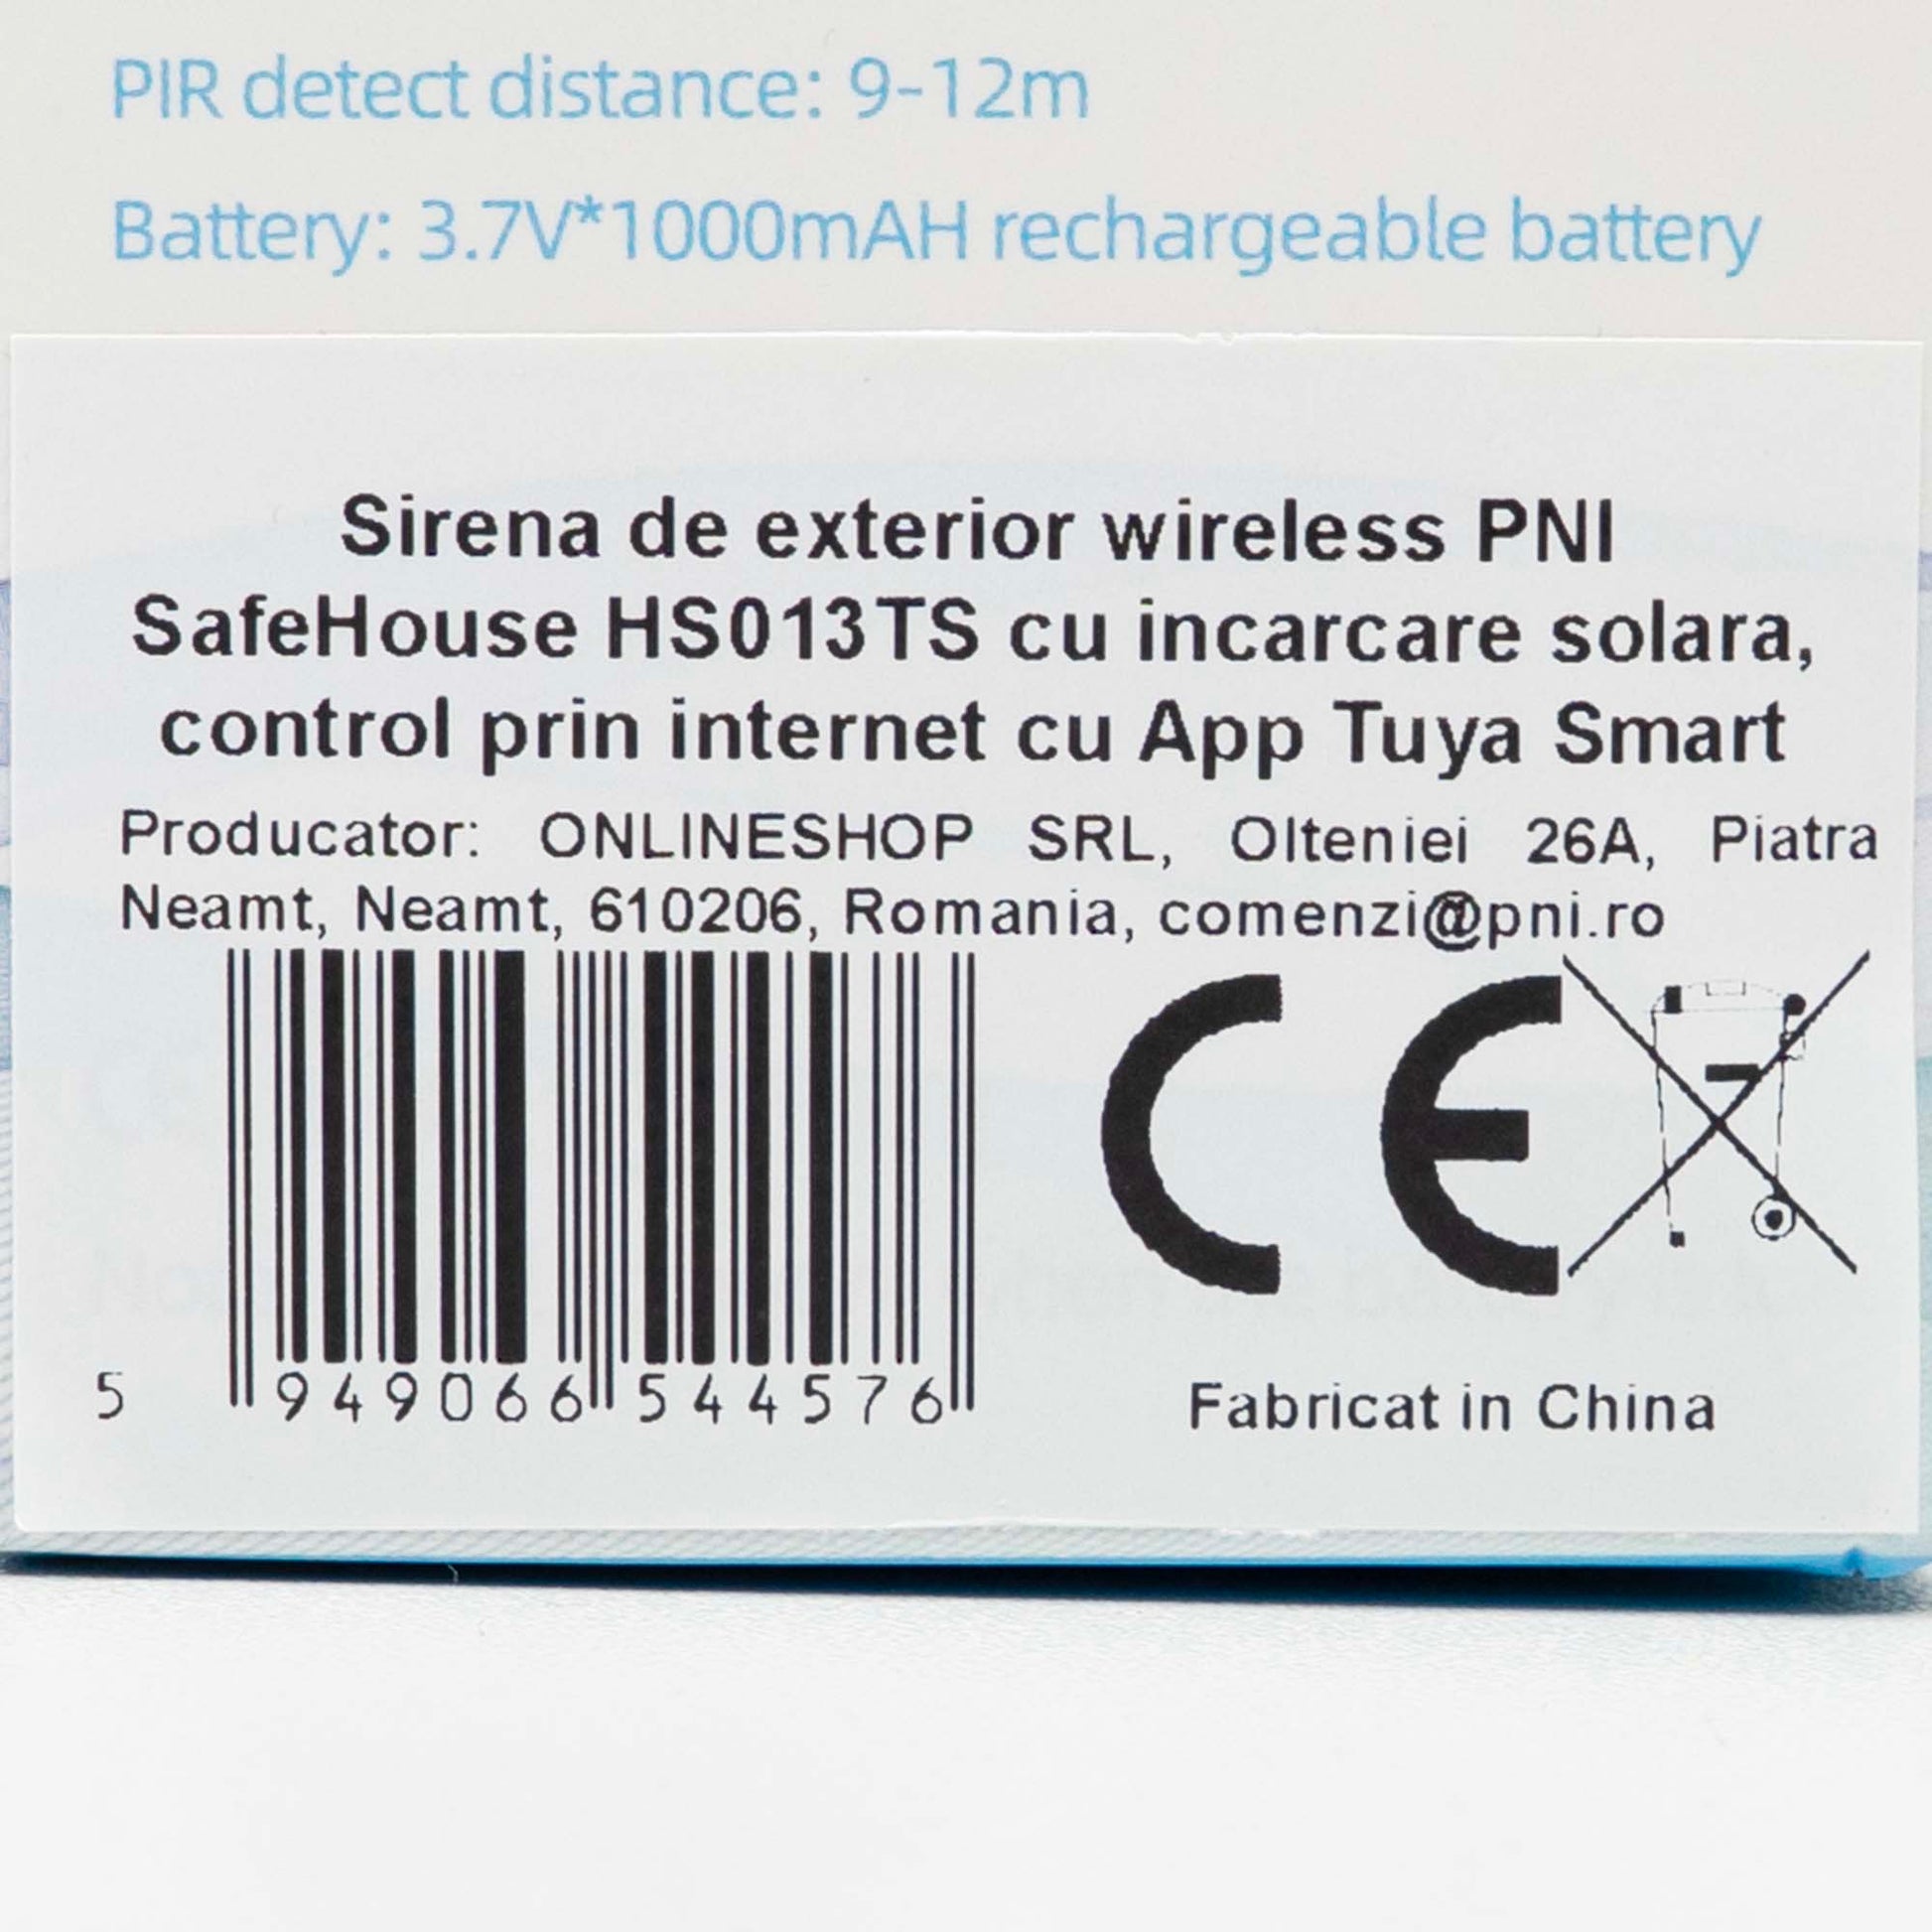 PIR detect distance: 9-12m
Battery: 3.7V*1000mAH rechargeable battery
Sirena de exterior wireless PNI
SafeHouse HS013TS cu incarcare solara,
control prin internet cu App Tuya Smart
Producator: ONLINESHOP SRL, Olteniei 26A, Piatra
Neamt, Neamt, 610206, Romania, comenzi@pni.ro
CE
5 949066 544576
Fabricat in China